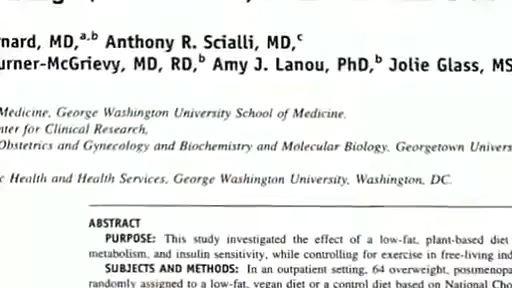 nard, MD,a,b Anthony R. Scialli, MD,c
urner-McGrievy, MD, RD,b Amy J. Lanou, PhD,b Jolie Glass, MS
Medicine, George Washington University School of Medicine,
nter for Clinical Research,
Obstetrics and Gynecology and Biochemistry and Molecular Biology, Georgetown Univers
c Health and Health Services, George Washington University, Washington, DC.
ABSTRACT
PURPOSE: This study investigated the effect of a low-fat, plant-based diet
metabolism, and insulin sensitivity, while controlling for exercise in free-living ind
SUBJECTS AND METHODS: In an outpatient setting, 64 overweight, postmenopa
randomly assigned to a low-fat, vegan diet or a control diet based on National Cho